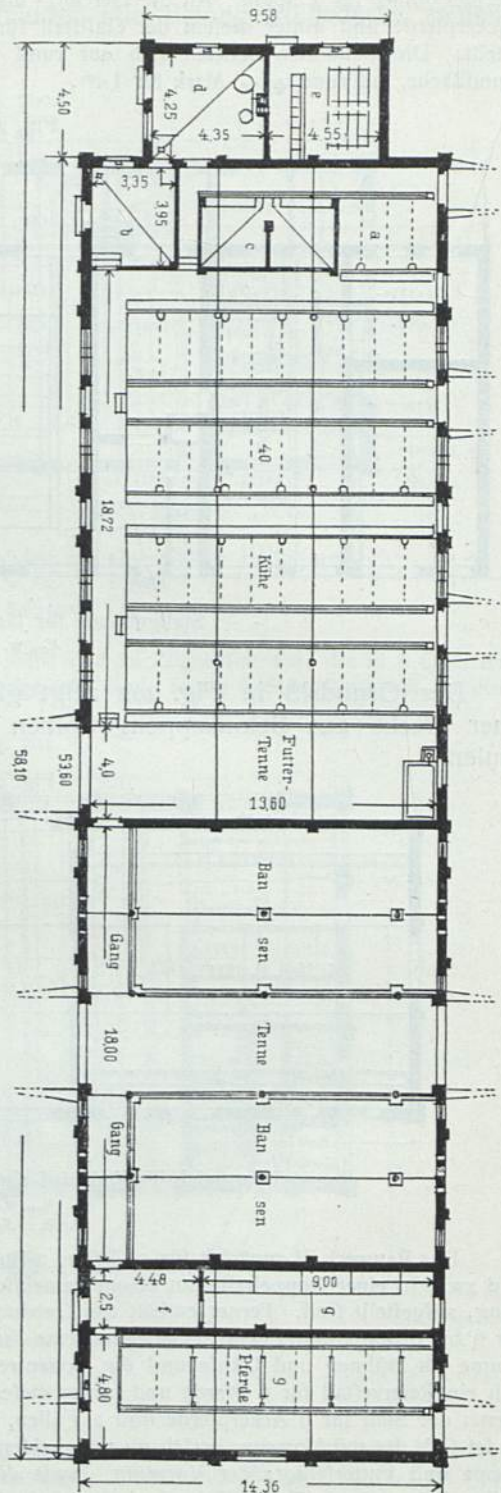 9.58
4,50
4.25
d
e
4.35
4.55
3,35
b
3.95
c
a
40
Kühe
18.72
Futter-
Tenne
4,0
13,60
53.60
58,10
Ban
sen
Gang
Tenne
18,00
Ban
sen
Gang
4.48
9,00
2,5
f
g
4,80
9
Pferde
14.36